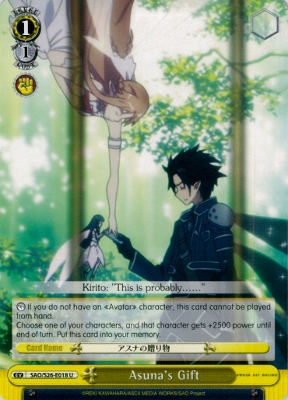 1
1
Kirito: "This is probably……"
If you do not have an <Avatar> character, this card cannot be played from hand.
Choose one of your characters, and that character gets +2500 power until end of turn. Put this into your memory.
Card Name
アスナの贈り物
SAO/S26-E018 U
Asuna's Gift
©REKI KAWAHARA/ASCII MEDIA WORKS/SAO Project